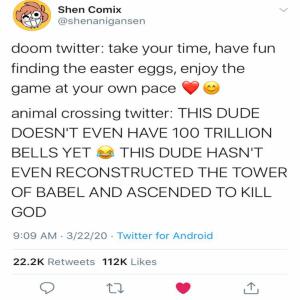 Shen Comix
@shenanigansen
doom twitter: take your time, have fun
finding the easter eggs, enjoy the
game at your own pace ❤️ 😊
animal crossing twitter: THIS DUDE
DOESN'T EVEN HAVE 100 TRILLION
BELLS YET 😂 THIS DUDE HASN'T
EVEN RECONSTRUCTED THE TOWER
OF BABEL AND ASCENDED TO KILL
GOD
9:09 AM · 3/22/20 · Twitter for Android
22.2K Retweets 112K Likes